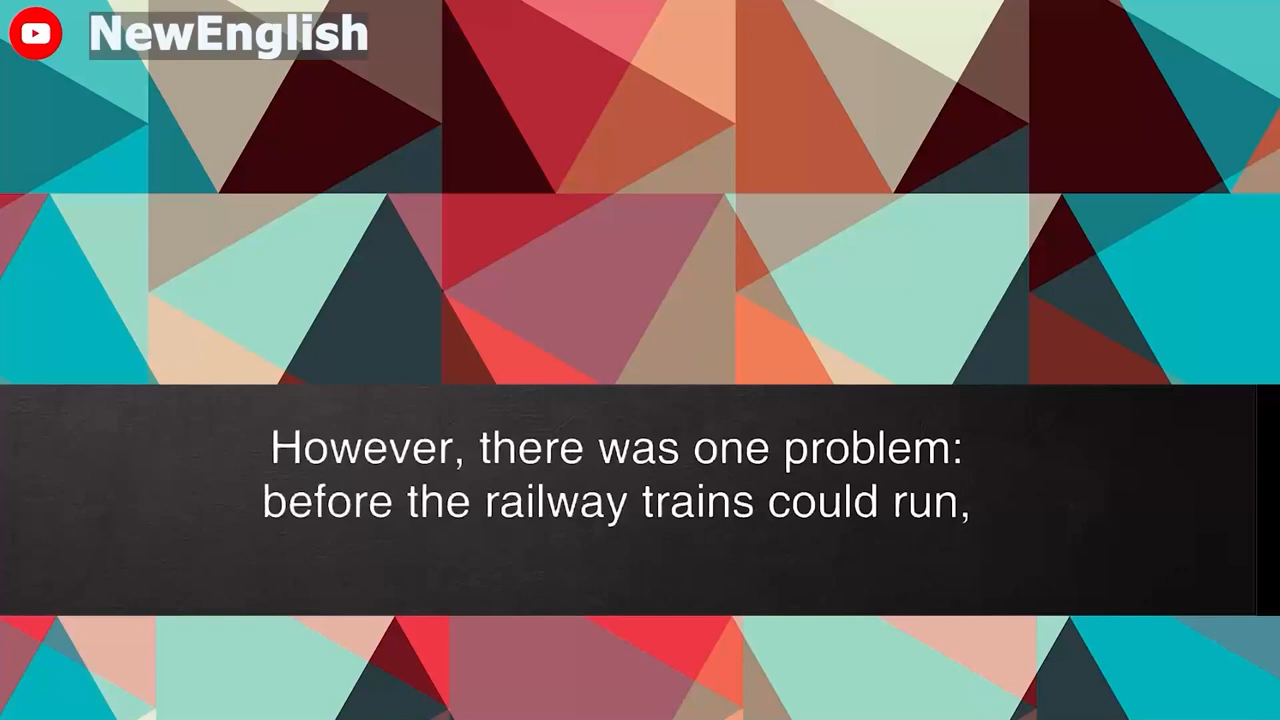 NewEnglish
However, there was one problem:
before the railway trains could run,